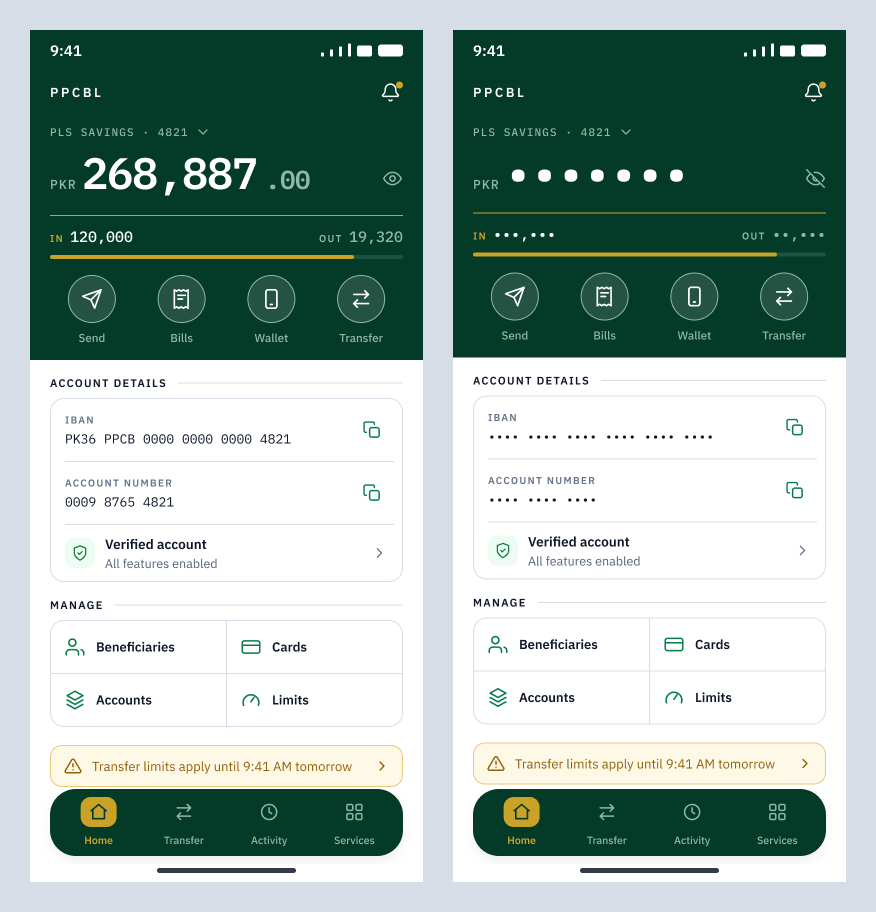 9:41
PPCBL
PLS SAVINGS · 4821
PKR 268,887 .00
IN 120,000 OUT 19,320
Send Bills Wallet Transfer
ACCOUNT DETAILS
IBAN
PK36 PPCB 0000 0000 0000 4821
ACCOUNT NUMBER
0009 8765 4821
Verified account
All features enabled
MANAGE
Beneficiaries Cards
Accounts Limits
Transfer limits apply until 9:41 AM tomorrow
Home Transfer Activity Services
9:41
PPCBL
PLS SAVINGS · 4821
PKR •••••••
IN •••,••• OUT ••,•••
Send Bills Wallet Transfer
ACCOUNT DETAILS
IBAN
•••• •••• •••• •••• •••• ••••
ACCOUNT NUMBER
•••• •••• ••••
Verified account
All features enabled
MANAGE
Beneficiaries Cards
Accounts Limits
Transfer limits apply until 9:41 AM tomorrow
Home Transfer Activity Services